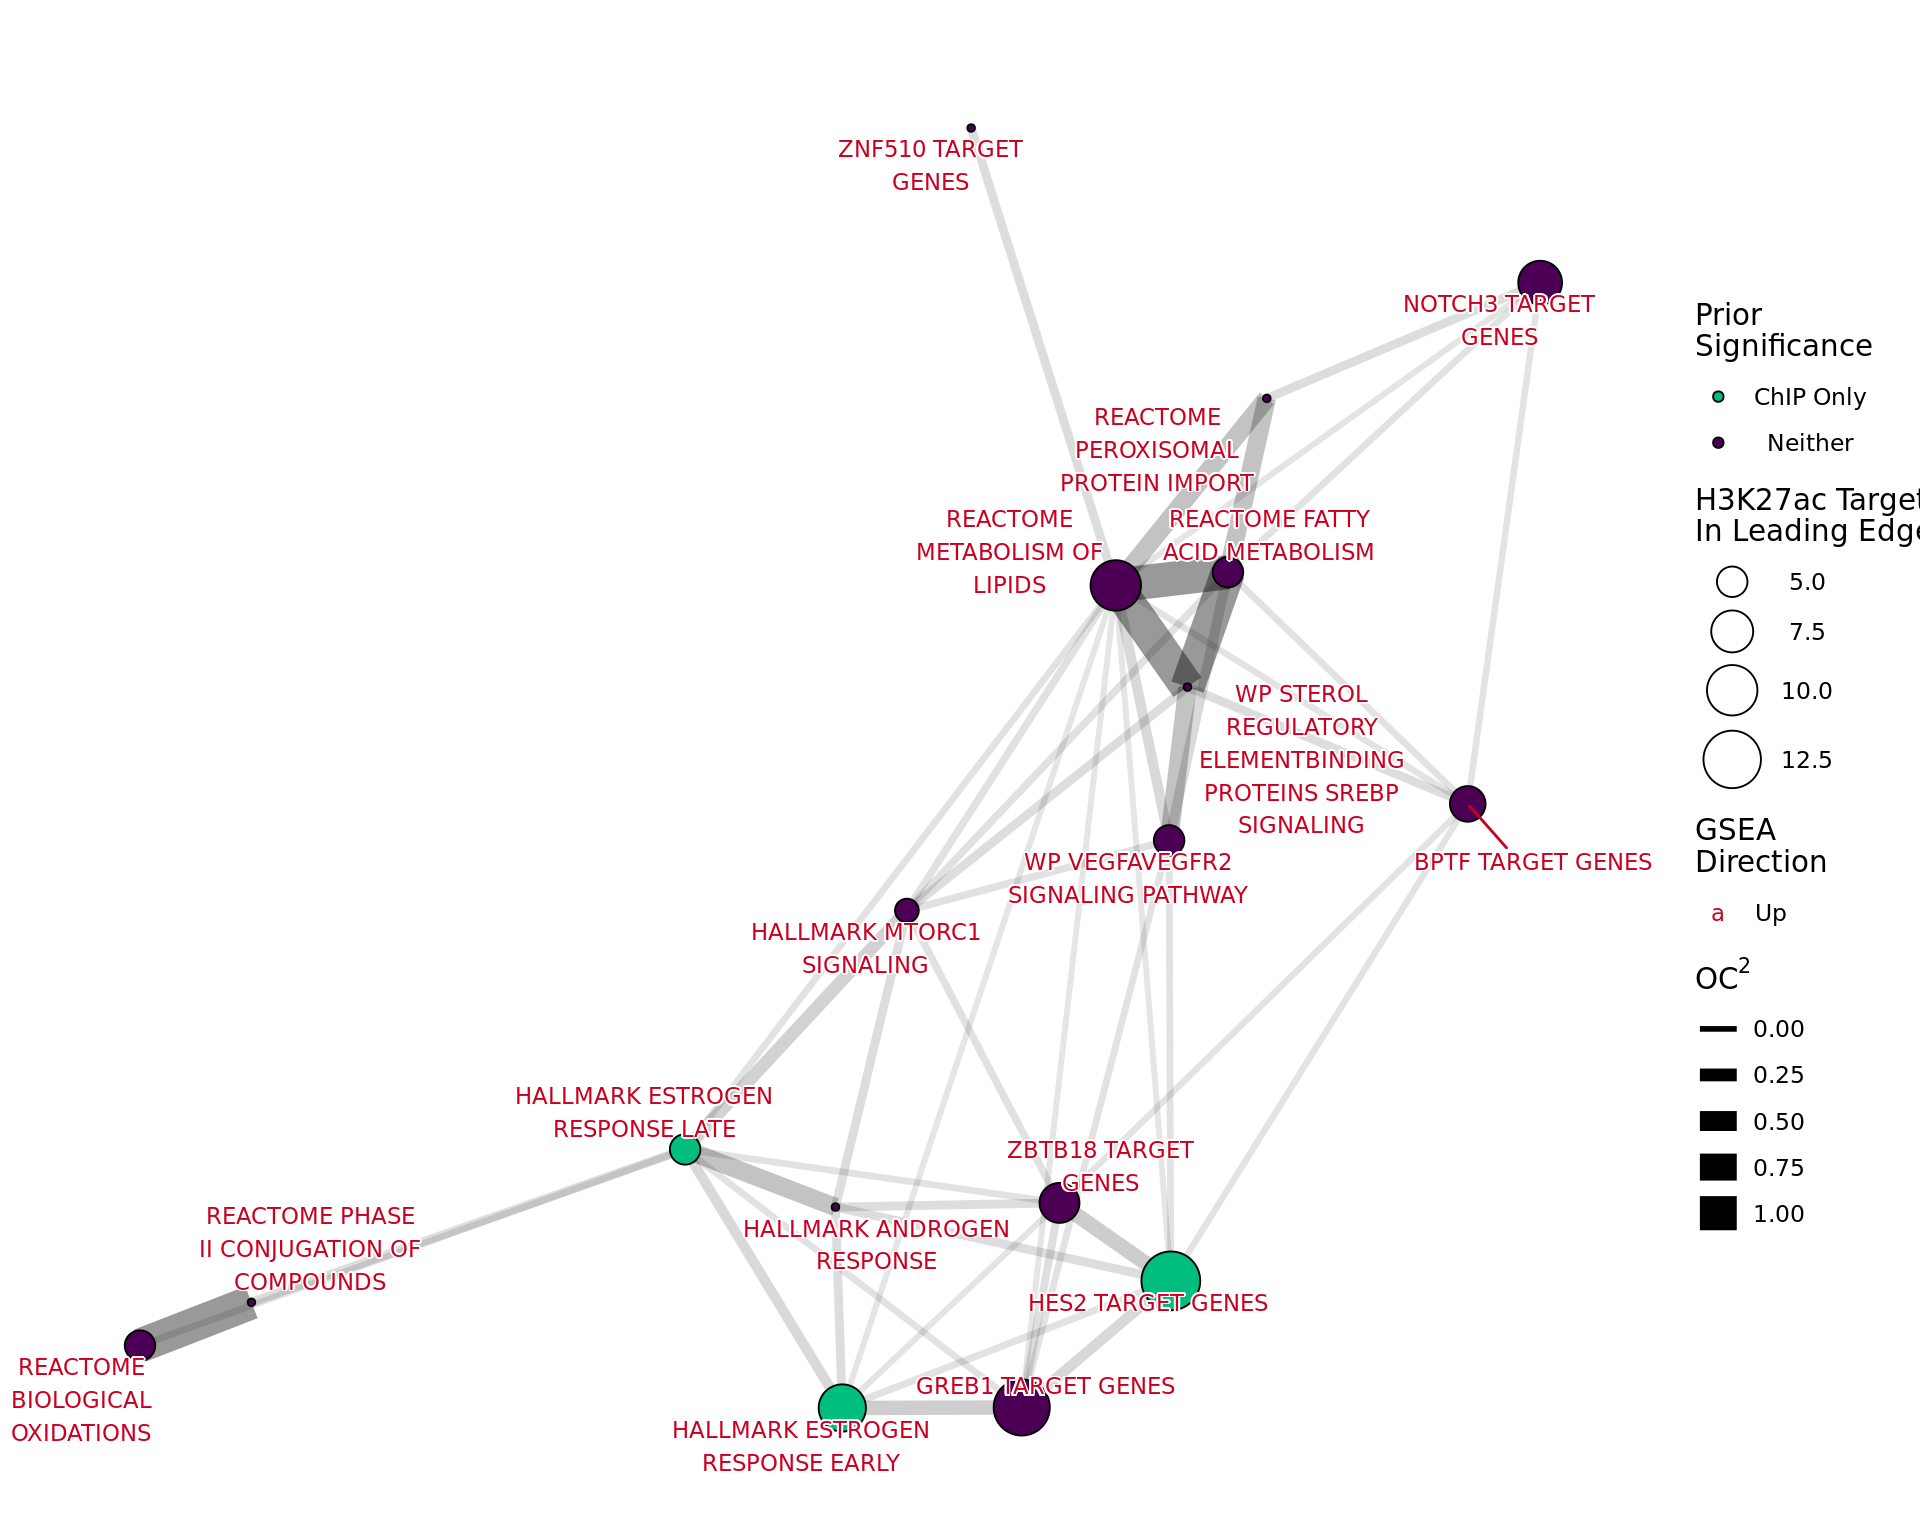 ZNF510 TARGET
GENES
NOTCH3 TARGET
GENES
REACTOME
PEROXISOMAL
PROTEIN IMPORT
REACTOME
METABOLISM OF
LIPIDS
REACTOME FATTY
ACID METABOLISM
WP STEROL
REGULATORY
ELEMENTBINDING
PROTEINS SREBP
SIGNALING
WP VEGFAVEGFR2
SIGNALING PATHWAY
BPTF TARGET GENES
HALLMARK MTORC1
SIGNALING
HALLMARK ESTROGEN
RESPONSE LATE
ZBTB18 TARGET
GENES
REACTOME PHASE
II CONJUGATION OF
COMPOUNDS
HALLMARK ANDROGEN
RESPONSE
HES2 TARGET GENES
REACTOME
BIOLOGICAL
OXIDATIONS
GREB1 TARGET GENES
HALLMARK ESTROGEN
RESPONSE EARLY
Prior
Significance
ChIP Only
Neither
H3K27ac Target
In Leading Edge
5.0
7.5
10.0
12.5
GSEA
Direction
a Up
OC²
0.00
0.25
0.50
0.75
1.00